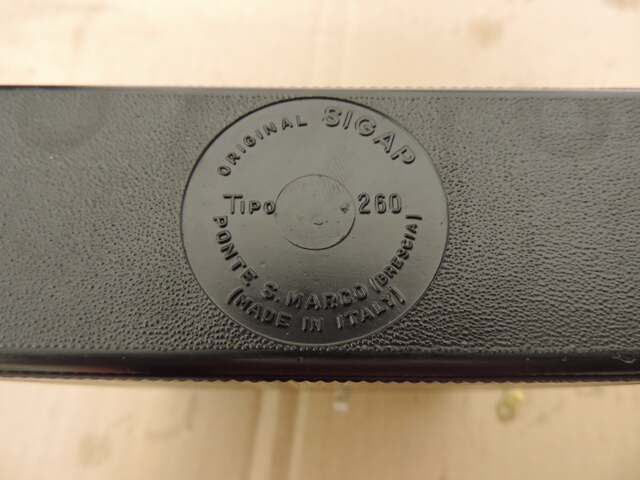 ORIGINAL SIGAP
TIPO 260
PONTE S. MARCO (BRESCIA)
(MADE IN ITALY)